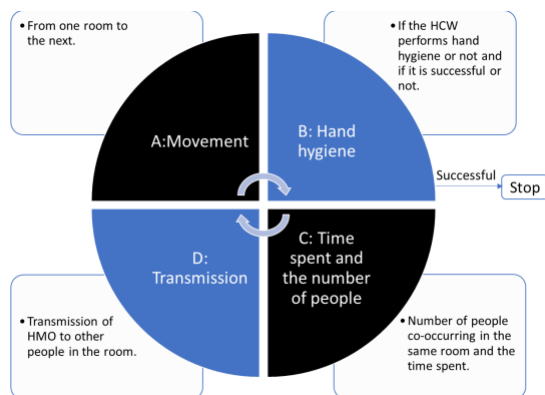 • From one room to
the next.
• If the HCW
performs hand
hygiene or not and
if it is successful or
not.
A:Movement
B: Hand
hygiene
Successful
Stop
D:
Transmission
C: Time
spent and
the number
of people
• Transmission of
HMO to other
people in the room.
• Number of people
co-occurring in the
same room and the
time spent.